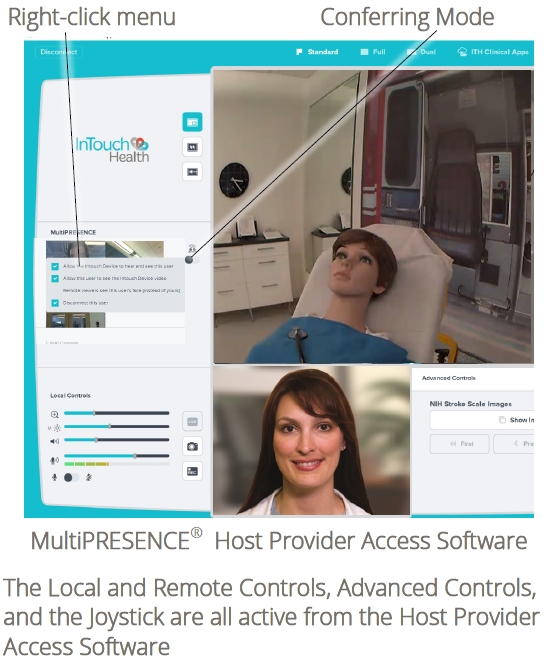 Right-click menu
Conferring Mode
Disconnect
Standard
Full
Dual
ITH Clinical Apps
InTouch
Health
MultiPRESENCE
Allow the InTouch Device to hear and see this user
Allow this user to see the InTouch Device video
Remote viewers see this user's face (instead of yours)
Disconnect this user
Local Controls
Advanced Controls
NIH Stroke Scale Images
Show In
First
Pre
MultiPRESENCE® Host Provider Access Software
The Local and Remote Controls, Advanced Controls,
and the Joystick are all active from the Host Provider
Access Software